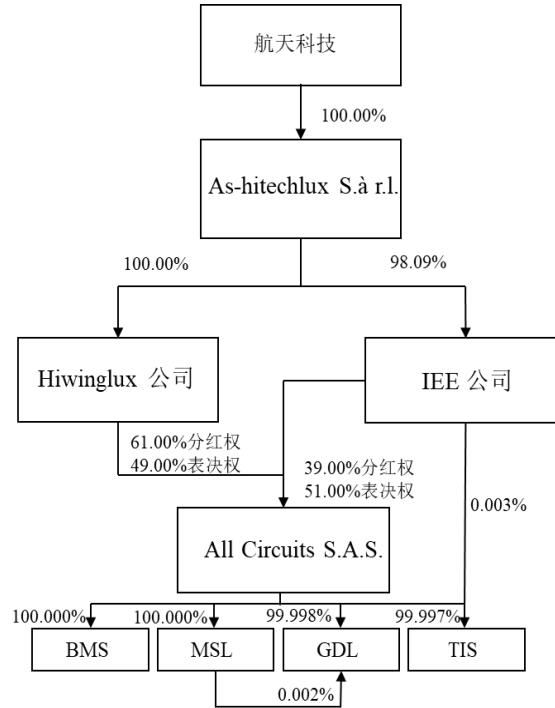 航天科技
100.00%
As-hitechlux S.à r.l.
100.00%
98.09%
Hiwinglux 公司
IEE 公司
61.00%分红权
49.00%表决权
39.00%分红权
51.00%表决权
0.003%
All Circuits S.A.S.
100.000%
100.000%
99.998%
99.997%
BMS
MSL
GDL
TIS
0.002%